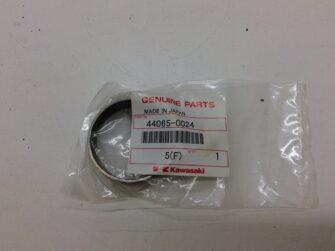 GENUINE PARTS
MADE IN JAPAN
44065-0024
5(F) 1
Kawasaki